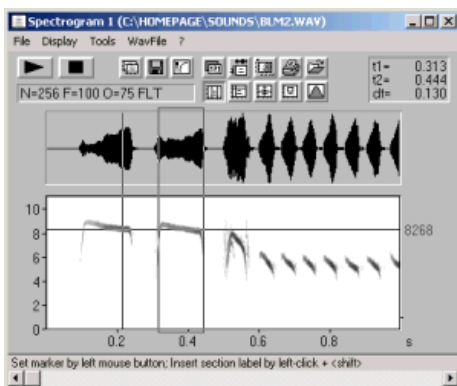 Spectrogram 1 (C:\HOMEPAGE\SOUNDS\BLM2.WAV)
File Display Tools WavFile ?
t1= 0.313
t2= 0.444
dt= 0.130
N=256 F=100 O=75 FLT
10
8
6
4
2
0
8268
0.2 0.4 0.6 0.8 s
Set marker by left mouse button; Insert section label by left-click + <shift>